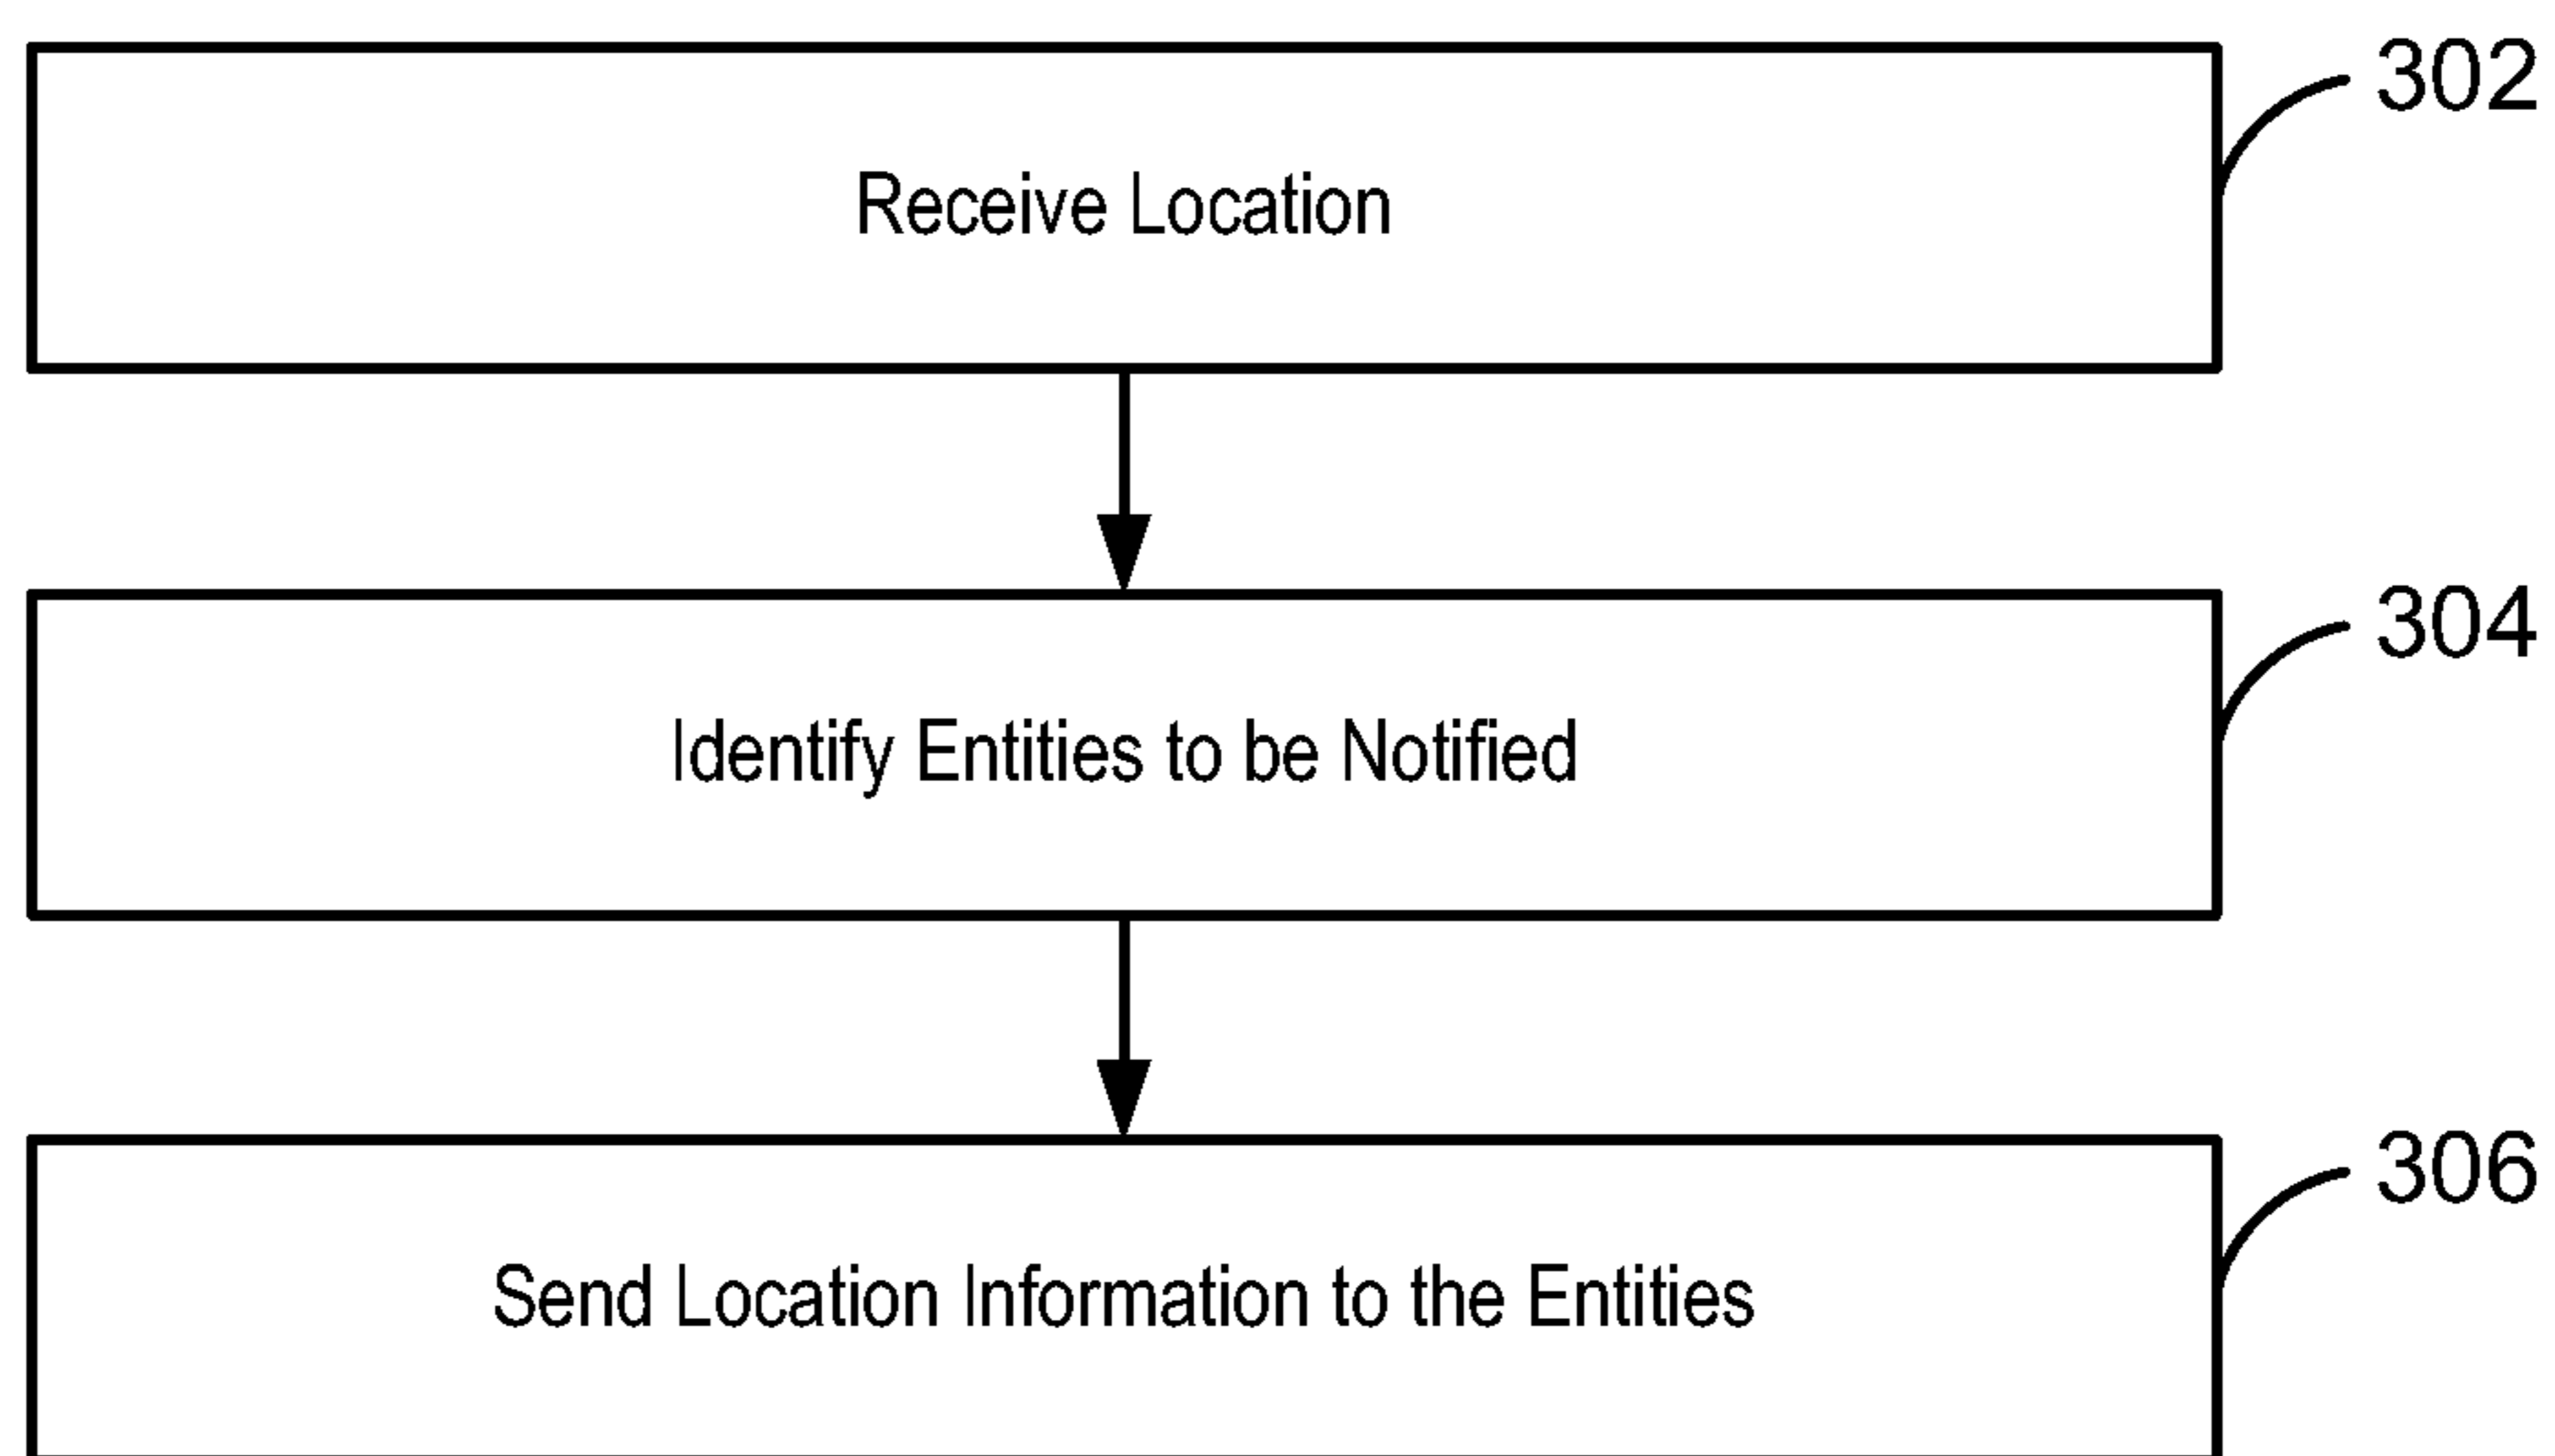 302
Receive Location
304
Identify Entities to be Notified
306
Send Location Information to the Entities